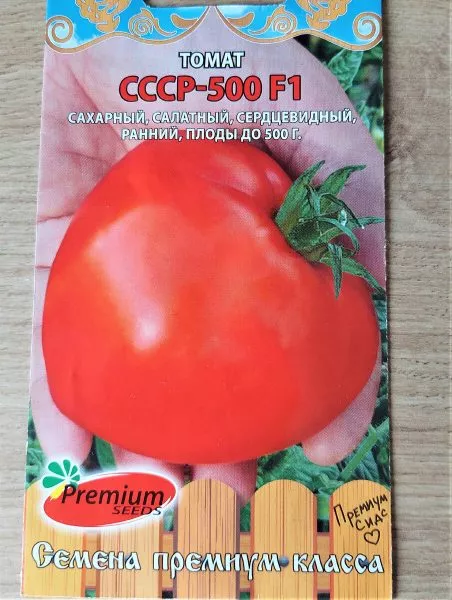 ТОМАТ
СССР-500 F1
САХАРНЫЙ, САЛАТНЫЙ, СЕРДЦЕВИДНЫЙ,
РАННИЙ, ПЛОДЫ ДО 500 Г.
Premium
SEEDS
ПРЕМИУМ
СИДС
Семена премиум класса